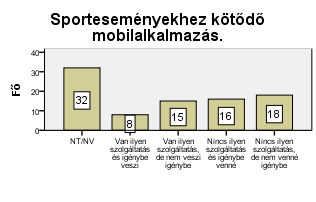 Sporteseményekhez kötődő
mobilalkalmazás.
Fő
40
30
20
10
0
32
8
15
16
18
NT/NV
Van ilyen
szolgáltatás
és igénybe
veszi
Van ilyen
szolgáltatás,
de nem veszi
igénybe
Nincs ilyen
szolgáltatás
és igénybe
venné
Nincs ilyen
szolgáltatás,
de nem venné
igénybe